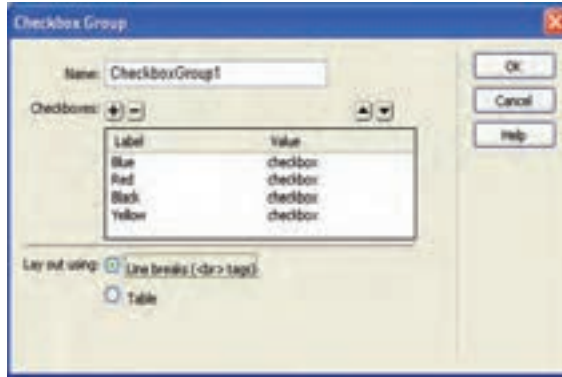 Checkbox Group
Name: CheckboxGroup1
OK
Checkboxes:
Cancel
Help
Label Value
Blue checkbox
Red checkbox
Black checkbox
Yellow checkbox
Lay out using: Line breaks (<br> tags)
Table